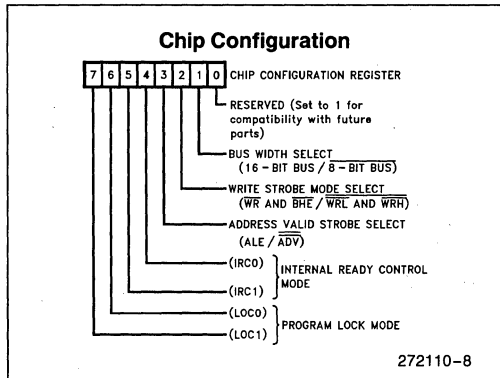 Chip Configuration
7 6 5 4 3 2 1 0 CHIP CONFIGURATION REGISTER
RESERVED (Set to 1 for
compatibility with future
parts)
BUS WIDTH SELECT
(16-BIT BUS / 8-BIT BUS)
WRITE STROBE MODE SELECT
(WR AND BHE / WRL AND WRH)
ADDRESS VALID STROBE SELECT
(ALE / ADV)
(IRC0)
INTERNAL READY CONTROL
MODE
(IRC1)
(LOC0)
PROGRAM LOCK MODE
(LOC1)
272110-8